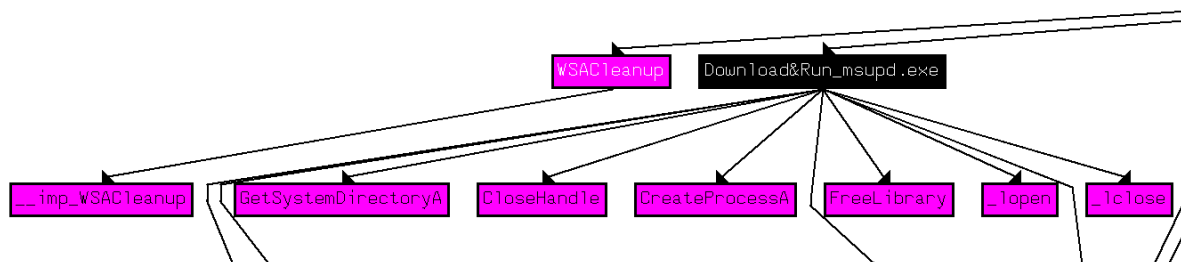 WSACleanup
Download&Run_msupd.exe
__imp_WSACleanup
GetSystemDirectoryA
CloseHandle
CreateProcessA
FreeLibrary
_lopen
_lclose